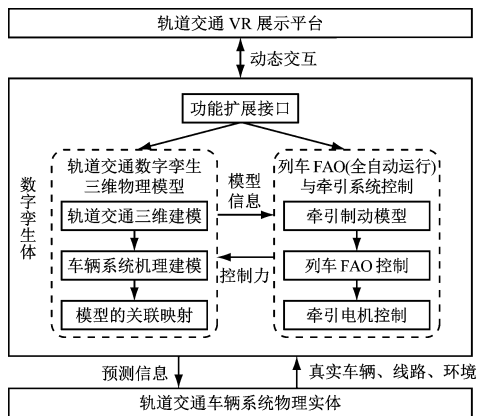 轨道交通 VR 展示平台
动态交互
功能扩展接口
数字孪生体
轨道交通数字孪生
三维物理模型
轨道交通三维建模
车辆系统机理建模
模型的关联映射
模型
信息
控制力
列车 FAO(全自动运行)
与牵引系统控制
牵引制动模型
列车 FAO 控制
牵引电机控制
预测信息
真实车辆、线路、环境
轨道交通车辆系统物理实体